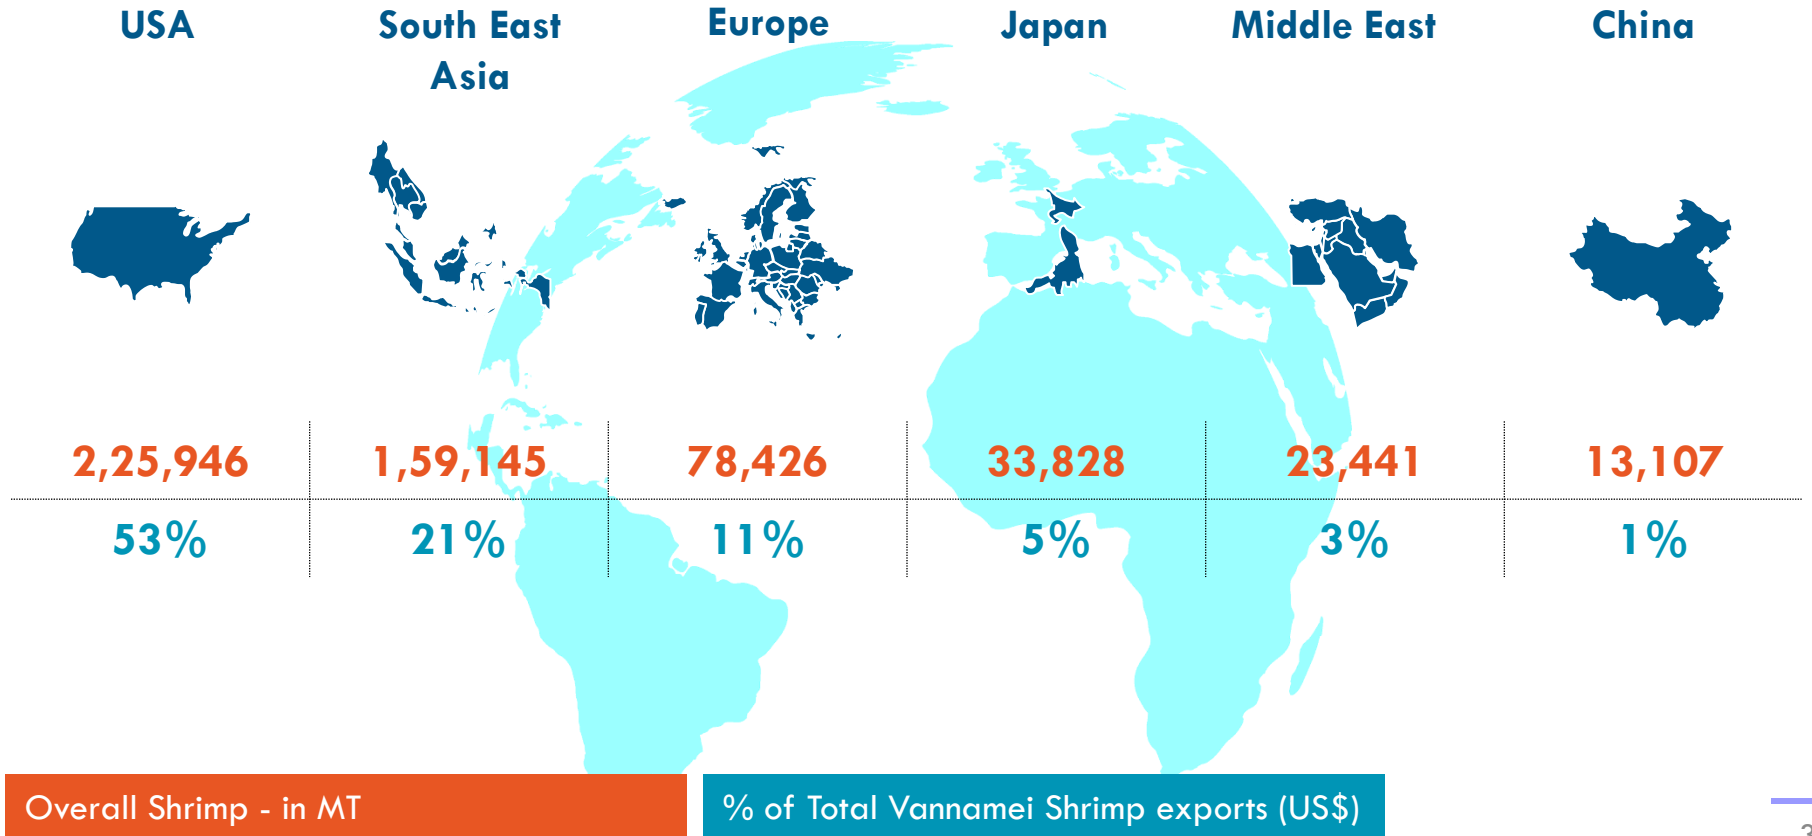 USA
South East
Asia
Europe
Japan
Middle East
China
2,25,946
1,59,145
78,426
33,828
23,441
13,107
53%
21%
11%
5%
3%
1%
Overall Shrimp - in MT
% of Total Vannamei Shrimp exports (US$)